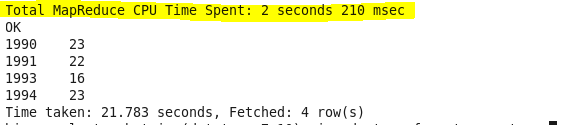 Total MapReduce CPU Time Spent: 2 seconds 210 msec
OK
1990    23
1991    22
1993    16
1994    23
Time taken: 21.783 seconds, Fetched: 4 row(s)